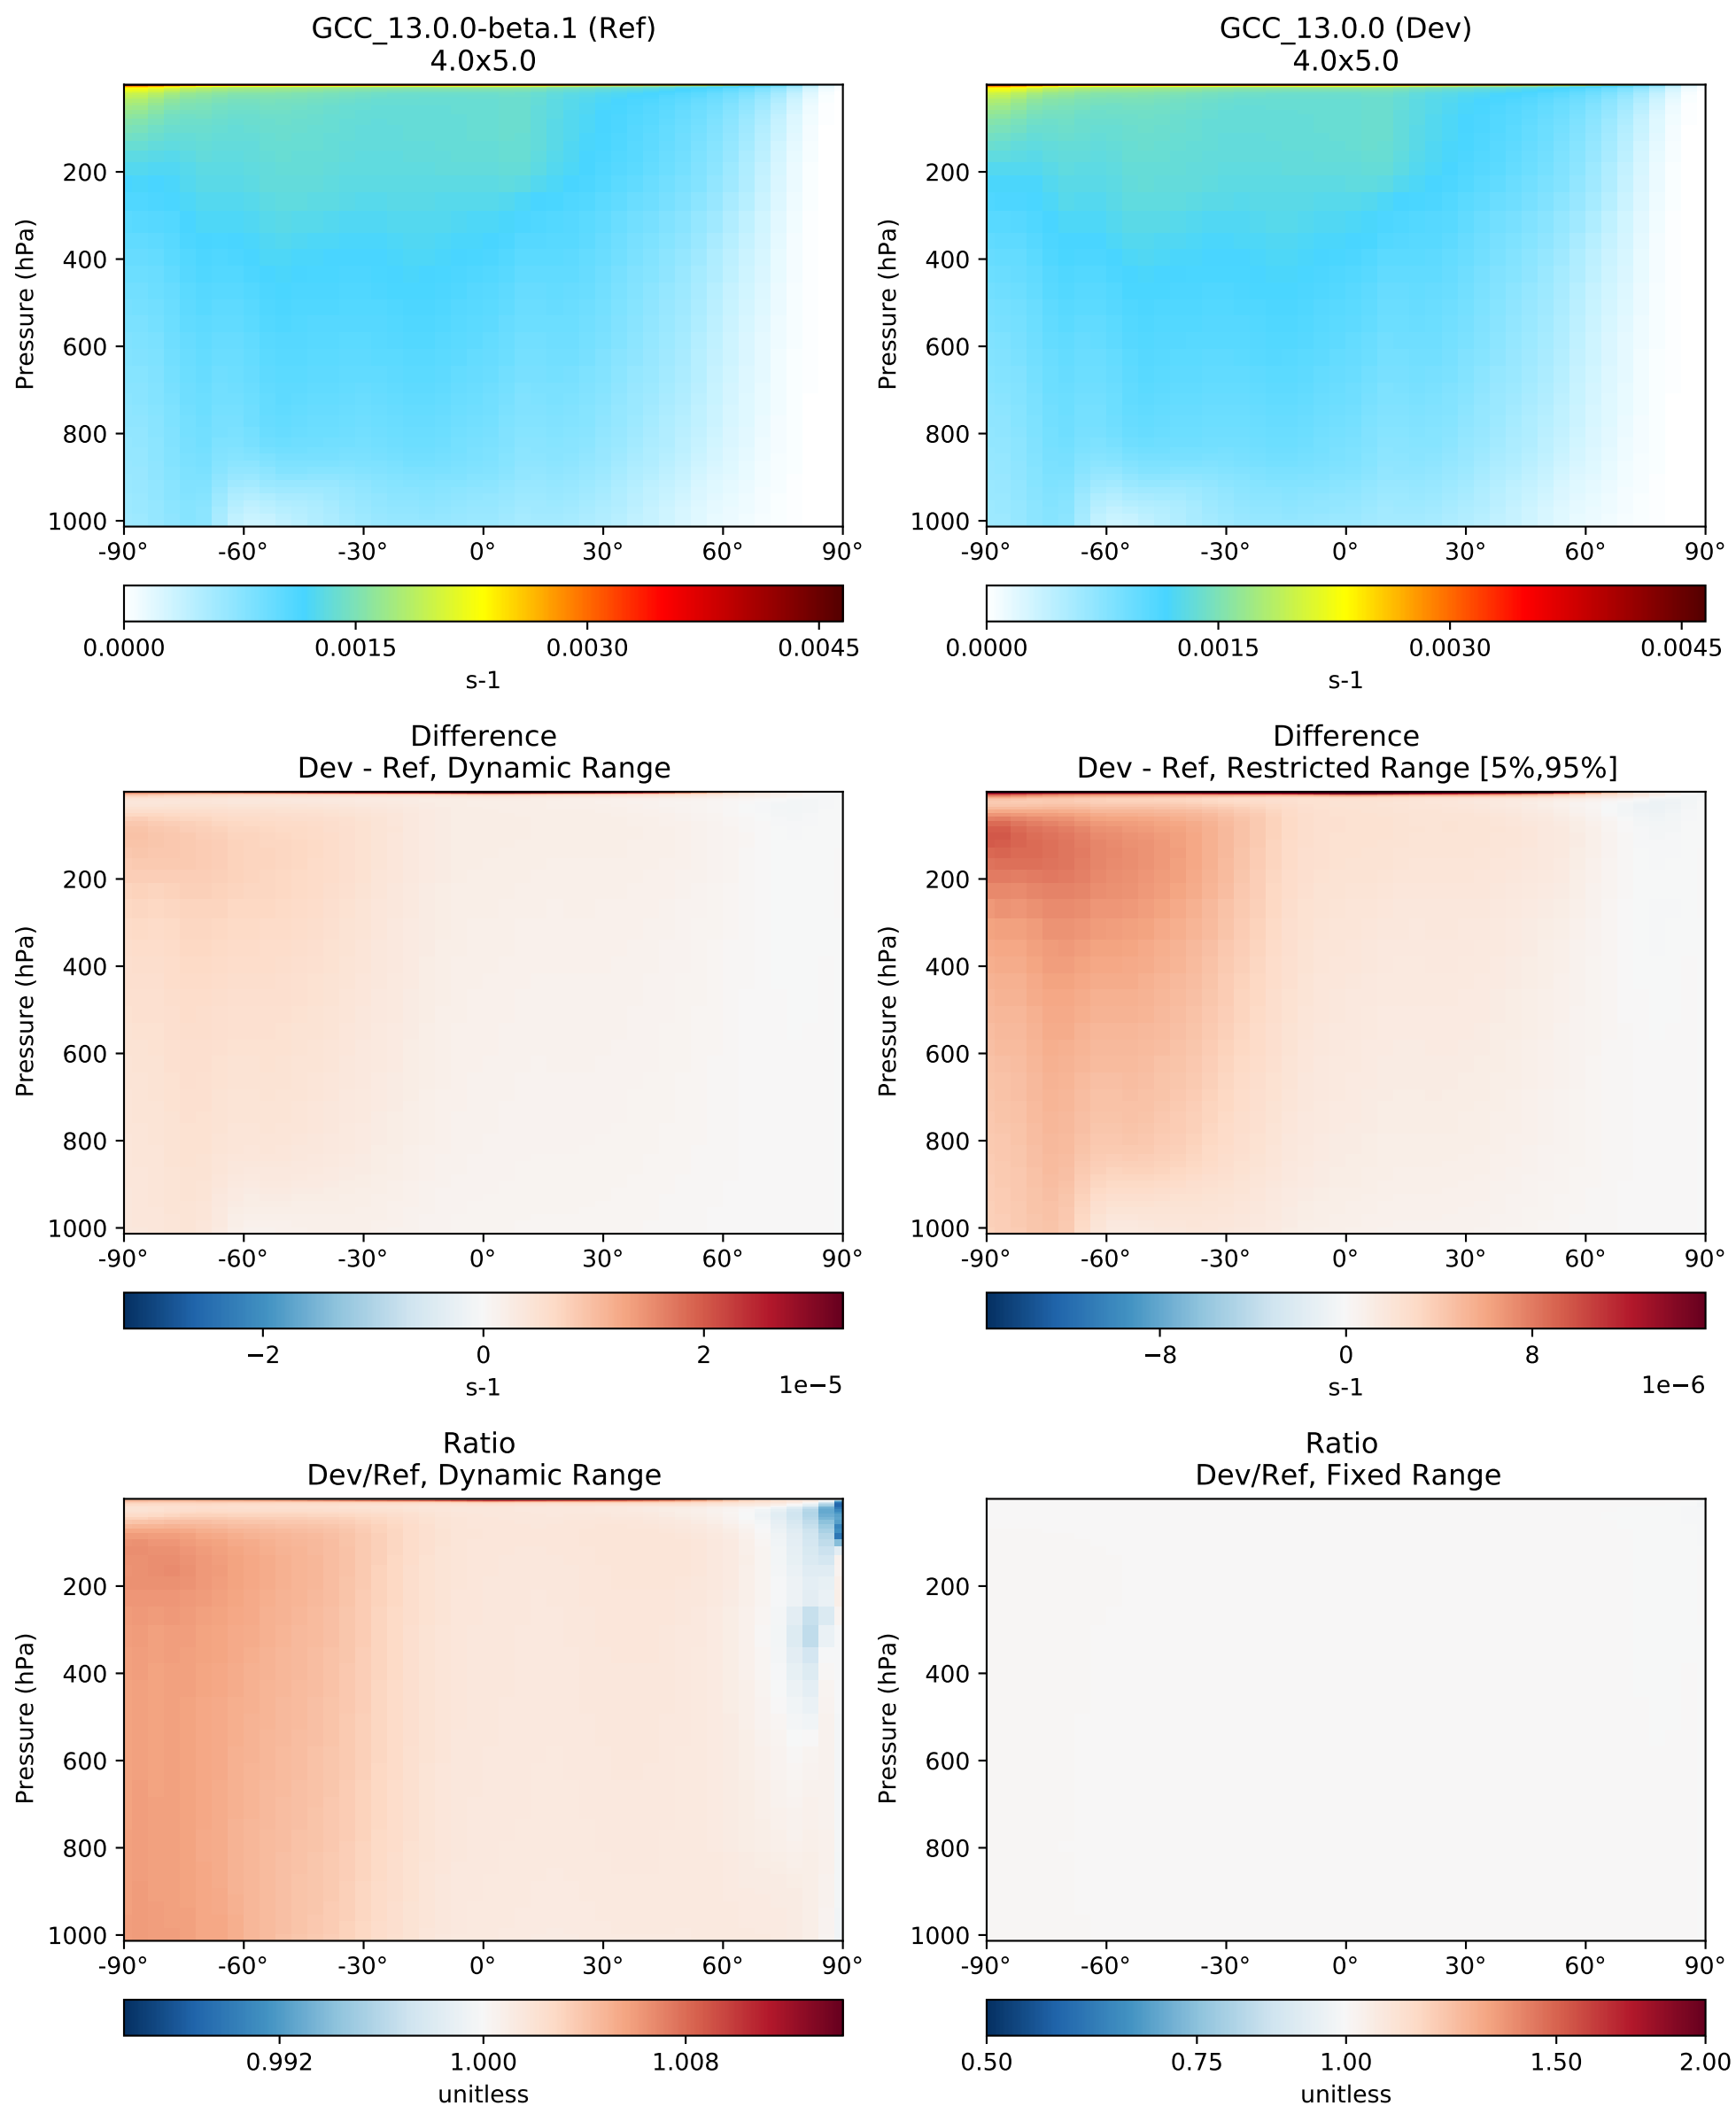 GCC_13.0.0-beta.1 (Ref)
4.0x5.0
GCC_13.0.0 (Dev)
4.0x5.0
Pressure (hPa)
200
400
600
800
1000
-90° -60° -30° 0° 30° 60° 90°
0.0000 0.0015 0.0030 0.0045
s-1
Pressure (hPa)
200
400
600
800
1000
-90° -60° -30° 0° 30° 60° 90°
0.0000 0.0015 0.0030 0.0045
s-1
Difference
Dev - Ref, Dynamic Range
Pressure (hPa)
200
400
600
800
1000
-90° -60° -30° 0° 30° 60° 90°
−2 0 2
s-1 1e−5
Difference
Dev - Ref, Restricted Range [5%,95%]
Pressure (hPa)
200
400
600
800
1000
-90° -60° -30° 0° 30° 60° 90°
−8 0 8
s-1 1e−6
Ratio
Dev/Ref, Dynamic Range
Pressure (hPa)
200
400
600
800
1000
-90° -60° -30° 0° 30° 60° 90°
0.992 1.000 1.008
unitless
Ratio
Dev/Ref, Fixed Range
Pressure (hPa)
200
400
600
800
1000
-90° -60° -30° 0° 30° 60° 90°
0.50 0.75 1.00 1.50 2.00
unitless